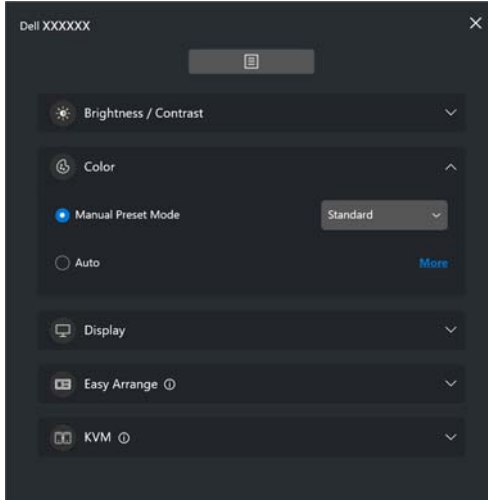 Dell XXXXXX
Brightness / Contrast
Color
Manual Preset Mode Standard
Auto More
Display
Easy Arrange
KVM